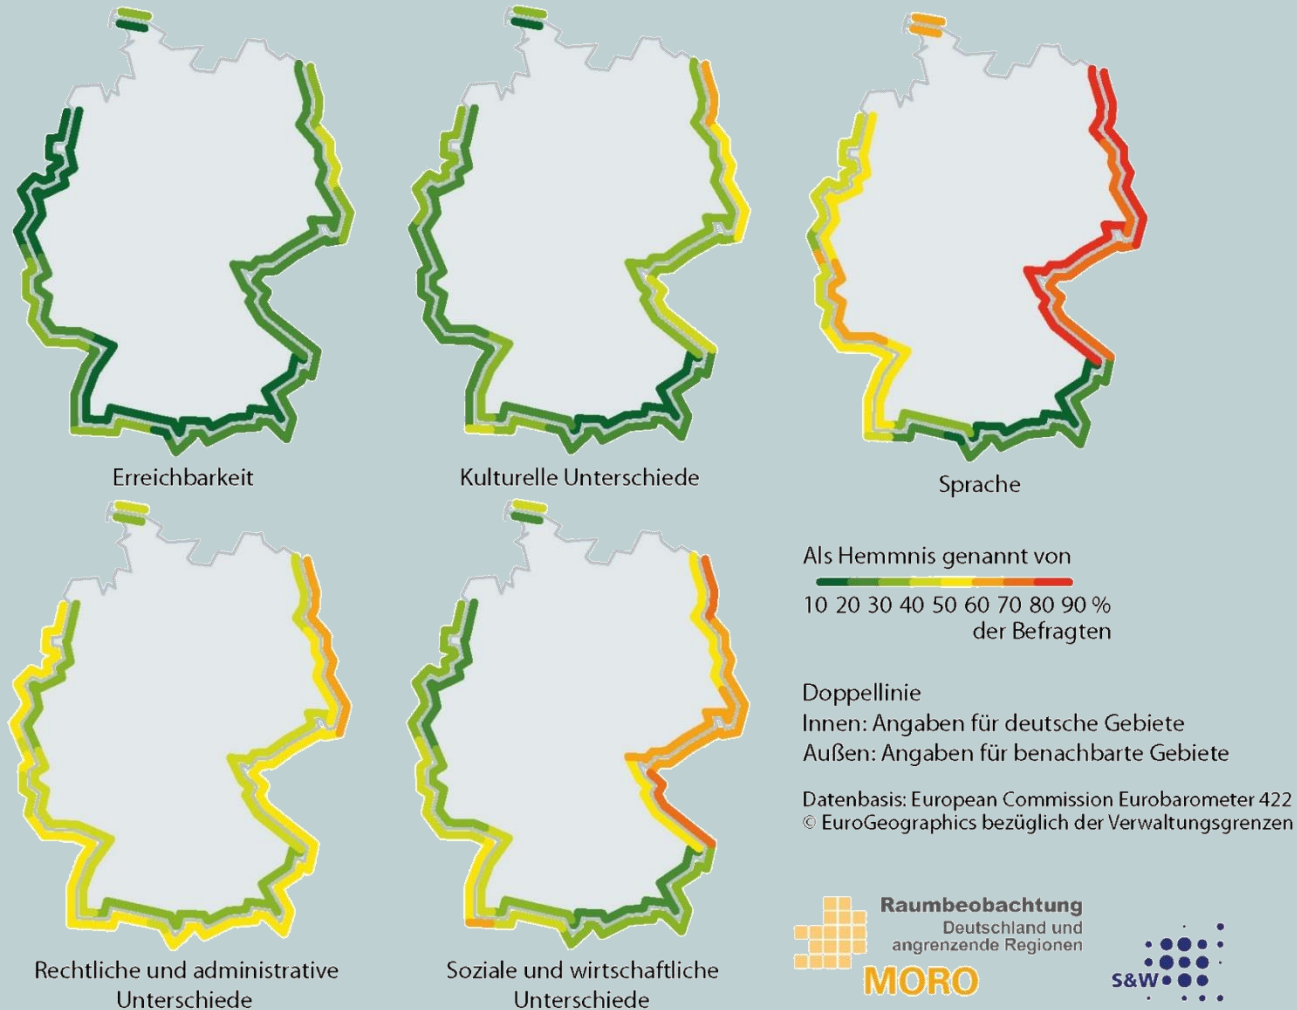 Erreichbarkeit
Kulturelle Unterschiede
Sprache
Rechtliche und administrative
Unterschiede
Soziale und wirtschaftliche
Unterschiede
Als Hemmnis genannt von
10 20 30 40 50 60 70 80 90 %
der Befragten
Doppellinie
Innen: Angaben für deutsche Gebiete
Außen: Angaben für benachbarte Gebiete
Datenbasis: European Commission Eurobarometer 422
© EuroGeographics bezüglich der Verwaltungsgrenzen
Raumbeobachtung
Deutschland und
angrenzende Regionen
MORO
S&W